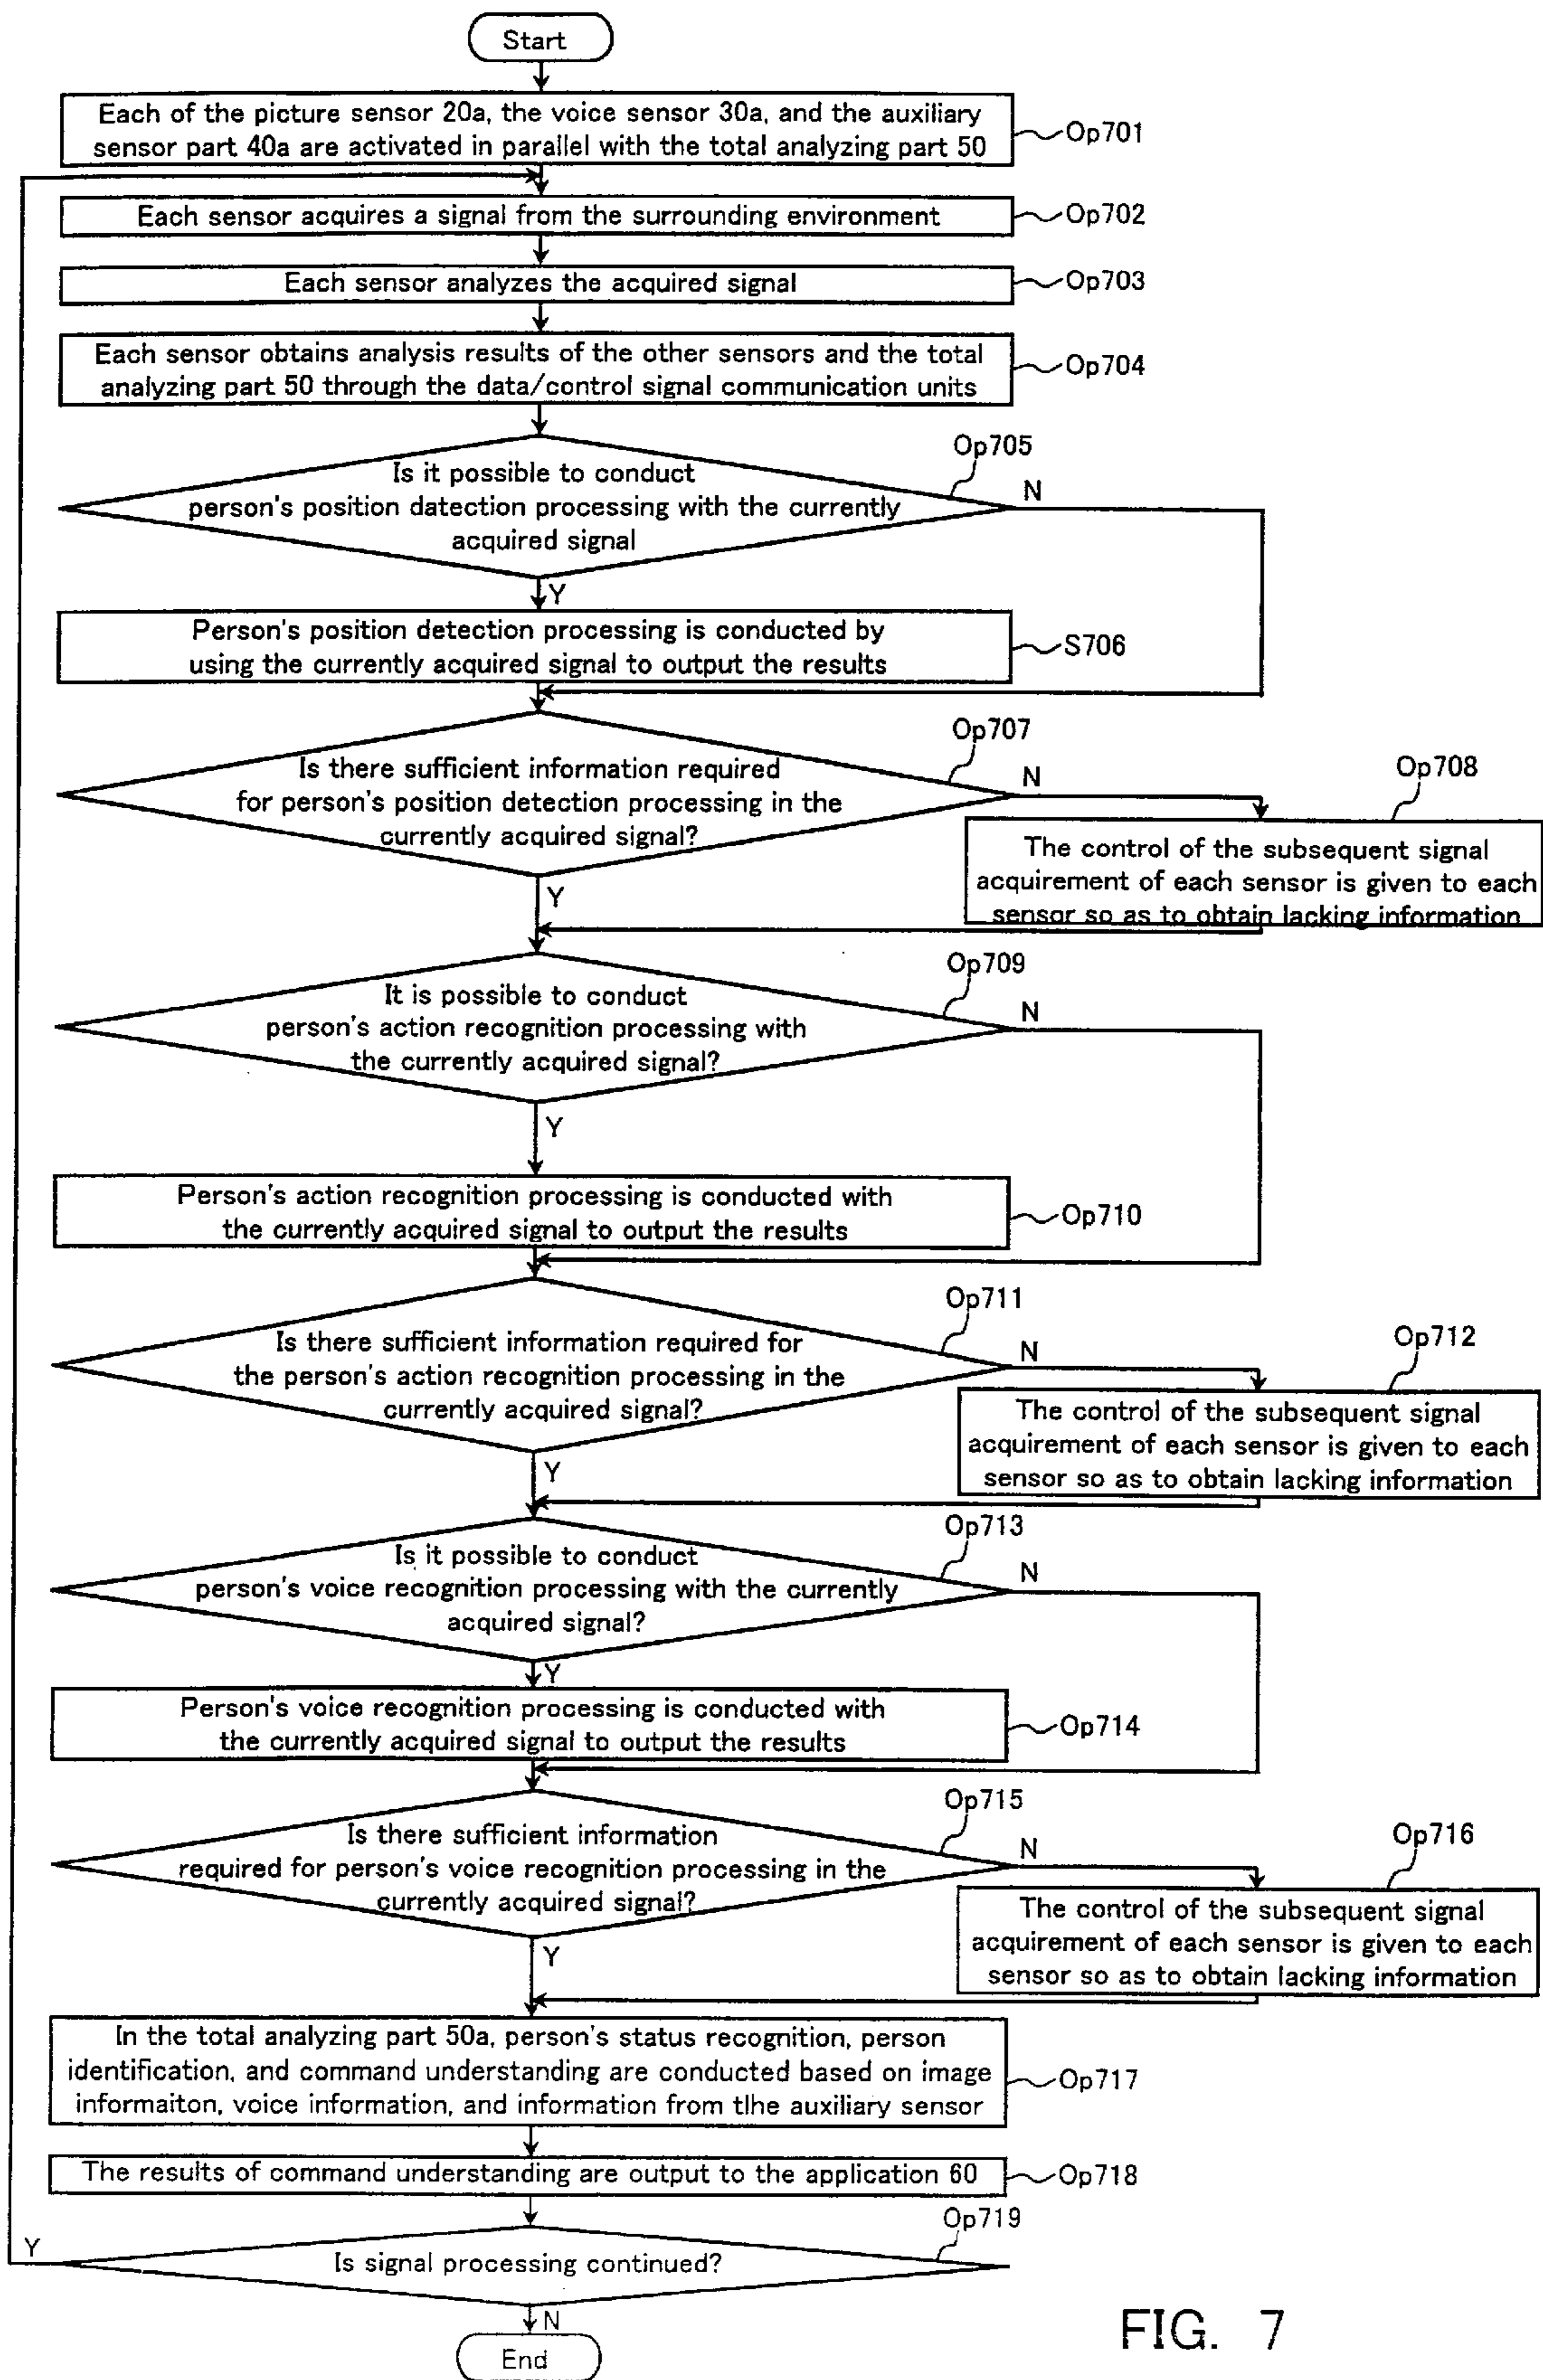 Start
Each of the picture sensor 20a, the voice sensor 30a, and the auxiliary
sensor part 40a are activated in parallel with the total analyzing part 50
Op701
Each sensor acquires a signal from the surrounding environment
Op702
Each sensor analyzes the acquired signal
Op703
Each sensor obtains analysis results of the other sensors and the total
analyzing part 50 through the data/control signal communication units
Op704
Op705
Is it possible to conduct
person's position datection processing with the currently
acquired signal
N
Y
Person's position detection processing is conducted by
using the currently acquired signal to output the results
S706
Op707
Is there sufficient information required
for person's position detection processing in the
currently acquired signal?
N
Y
Op708
The control of the subsequent signal
acquirement of each sensor is given to each
sensor so as to obtain lacking information
Op709
It is possible to conduct
person's action recognition processing with
the currently acquired signal?
N
Y
Person's action recognition processing is conducted with
the currently acquired signal to output the results
Op710
Op711
Is there sufficient information required for
the person's action recognition processing in the
currently acquired signal?
N
Y
Op712
The control of the subsequent signal
acquirement of each sensor is given to each
sensor so as to obtain lacking information
Op713
Is it possible to conduct
person's voice recognition processing with the currently
acquired signal?
N
Y
Person's voice recognition processing is conducted with
the currently acquired signal to output the results
Op714
Op715
Is there sufficient information
required for person's voice recognition processing in the
currently acquired signal?
N
Y
Op716
The control of the subsequent signal
acquirement of each sensor is given to each
sensor so as to obtain lacking information
In the total analyzing part 50a, person's status recognition, person
identification, and command understanding are conducted based on image
informaiton, voice information, and information from tlhe auxiliary sensor
Op717
The results of command understanding are output to the application 60
Op718
Op719
Is signal processing continued?
Y
N
End
FIG. 7